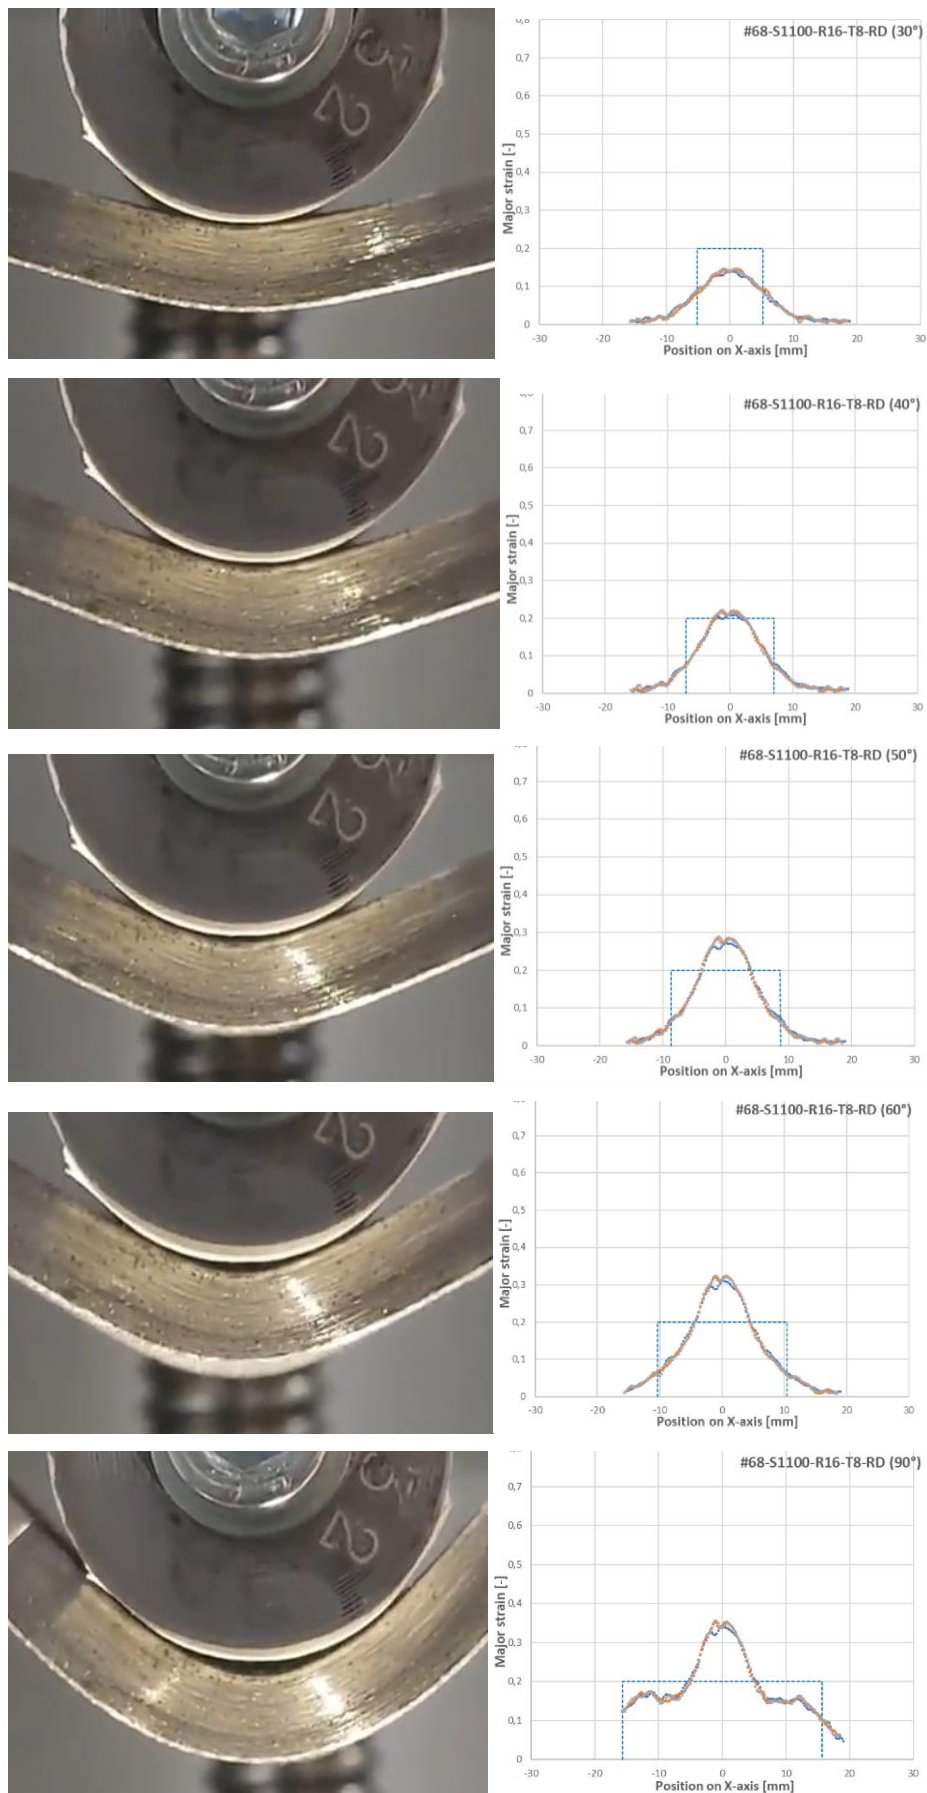 32
0,8
#68-S1100-R16-T8-RD (30°)
0,7
0,6
0,5
0,4
0,3
0,2
0,1
0
-30 -20 -10 0 10 20 30
Major strain [-]
Position on X-axis [mm]
32
#68-S1100-R16-T8-RD (40°)
0,7
0,6
0,5
0,4
0,3
0,2
0,1
0
-30 -20 -10 0 10 20 30
Major strain [-]
Position on X-axis [mm]
2
#68-S1100-R16-T8-RD (50°)
0,7
0,6
0,5
0,4
0,3
0,2
0,1
0
-30 -20 -10 0 10 20 30
Major strain [-]
Position on X-axis [mm]
2
#68-S1100-R16-T8-RD (60°)
0,7
0,6
0,5
0,4
0,3
0,2
0,1
0
-30 -20 -10 0 10 20 30
Major strain [-]
Position on X-axis [mm]
32
#68-S1100-R16-T8-RD (90°)
0,7
0,6
0,5
0,4
0,3
0,2
0,1
0
-30 -20 -10 0 10 20 30
Major strain [-]
Position on X-axis [mm]